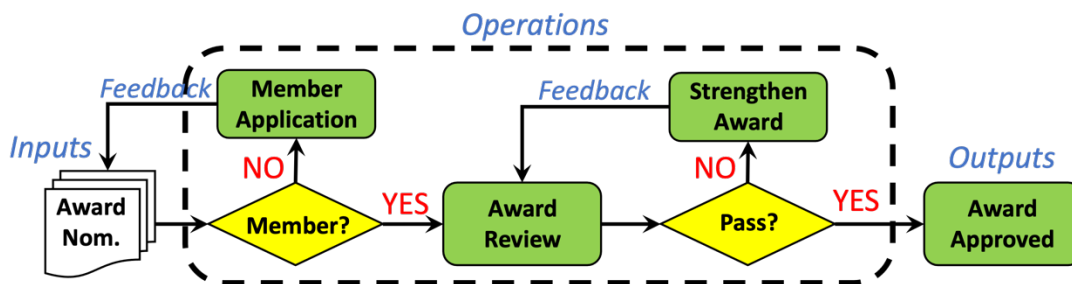 Operations
Feedback
Member
Application
Feedback
Strengthen
Award
Inputs
NO
NO
Outputs
Award
Nom.
Member?
YES
Award
Review
Pass?
YES
Award
Approved